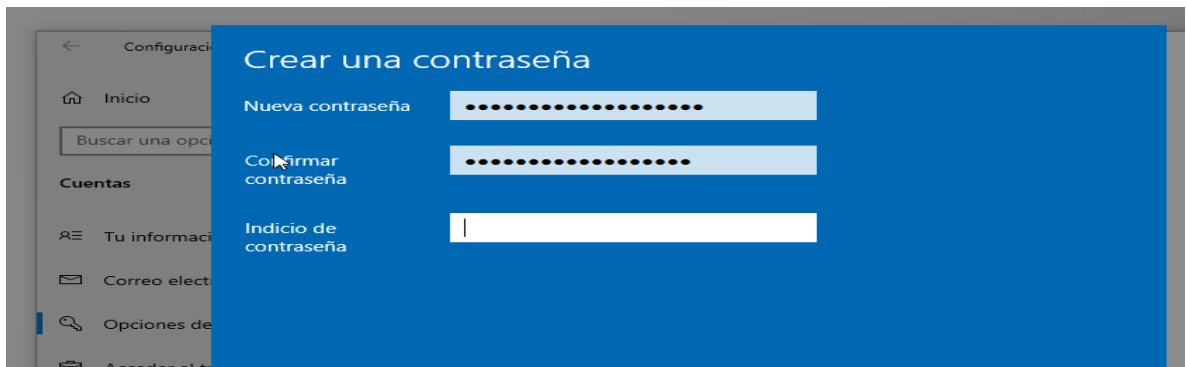 Configuraci
Crear una contraseña
Inicio
Nueva contraseña
●●●●●●●●●●●●●●●●●●●
Buscar una opci
Confirmar
contraseña
●●●●●●●●●●●●●●●●●●
Cuentas
Indicio de
contraseña
Tu informaci
Correo elect
Opciones de